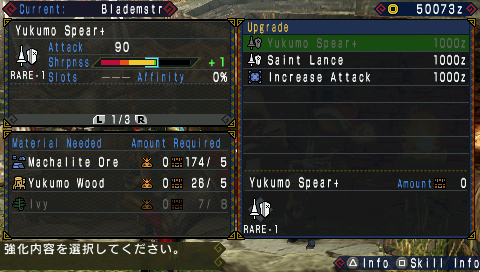 Current: Blademstr
50073z
Yukumo Spear+
Attack 90
Shrpness +1
RARE-1 Slots --- Affinity 0%
L 1/3 R
Upgrade
Yukumo Spear+ 1000z
Saint Lance 1000z
Increase Attack 1000z
Material Needed Amount Required
Machalite Ore 0 174/ 5
Yukumo Wood 0 26/ 5
Ivy 0 7/ 8
Yukumo Spear+ Amount 0
RARE-1
強化内容を選択してください。
△Info ○Skill Info